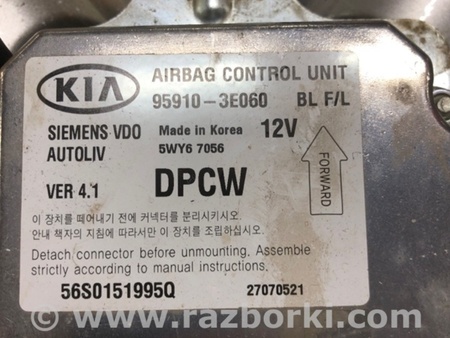 KIA AIRBAG CONTROL UNIT
95910-3E060 BL F/L
SIEMENS VDO Made in Korea 12V
AUTOLIV 5WY6 7056
FORWARD
VER 4.1 DPCW
이 장치를 떼어내기 전에 커넥터를 분리시키시오.
안내 책자의 지침에 따라서만 이 장치를 조립하십시오.
Detach connector before unmounting. Assemble
strictly according to manual instructions.
56S0151995Q 27070521
© www.razborki.com